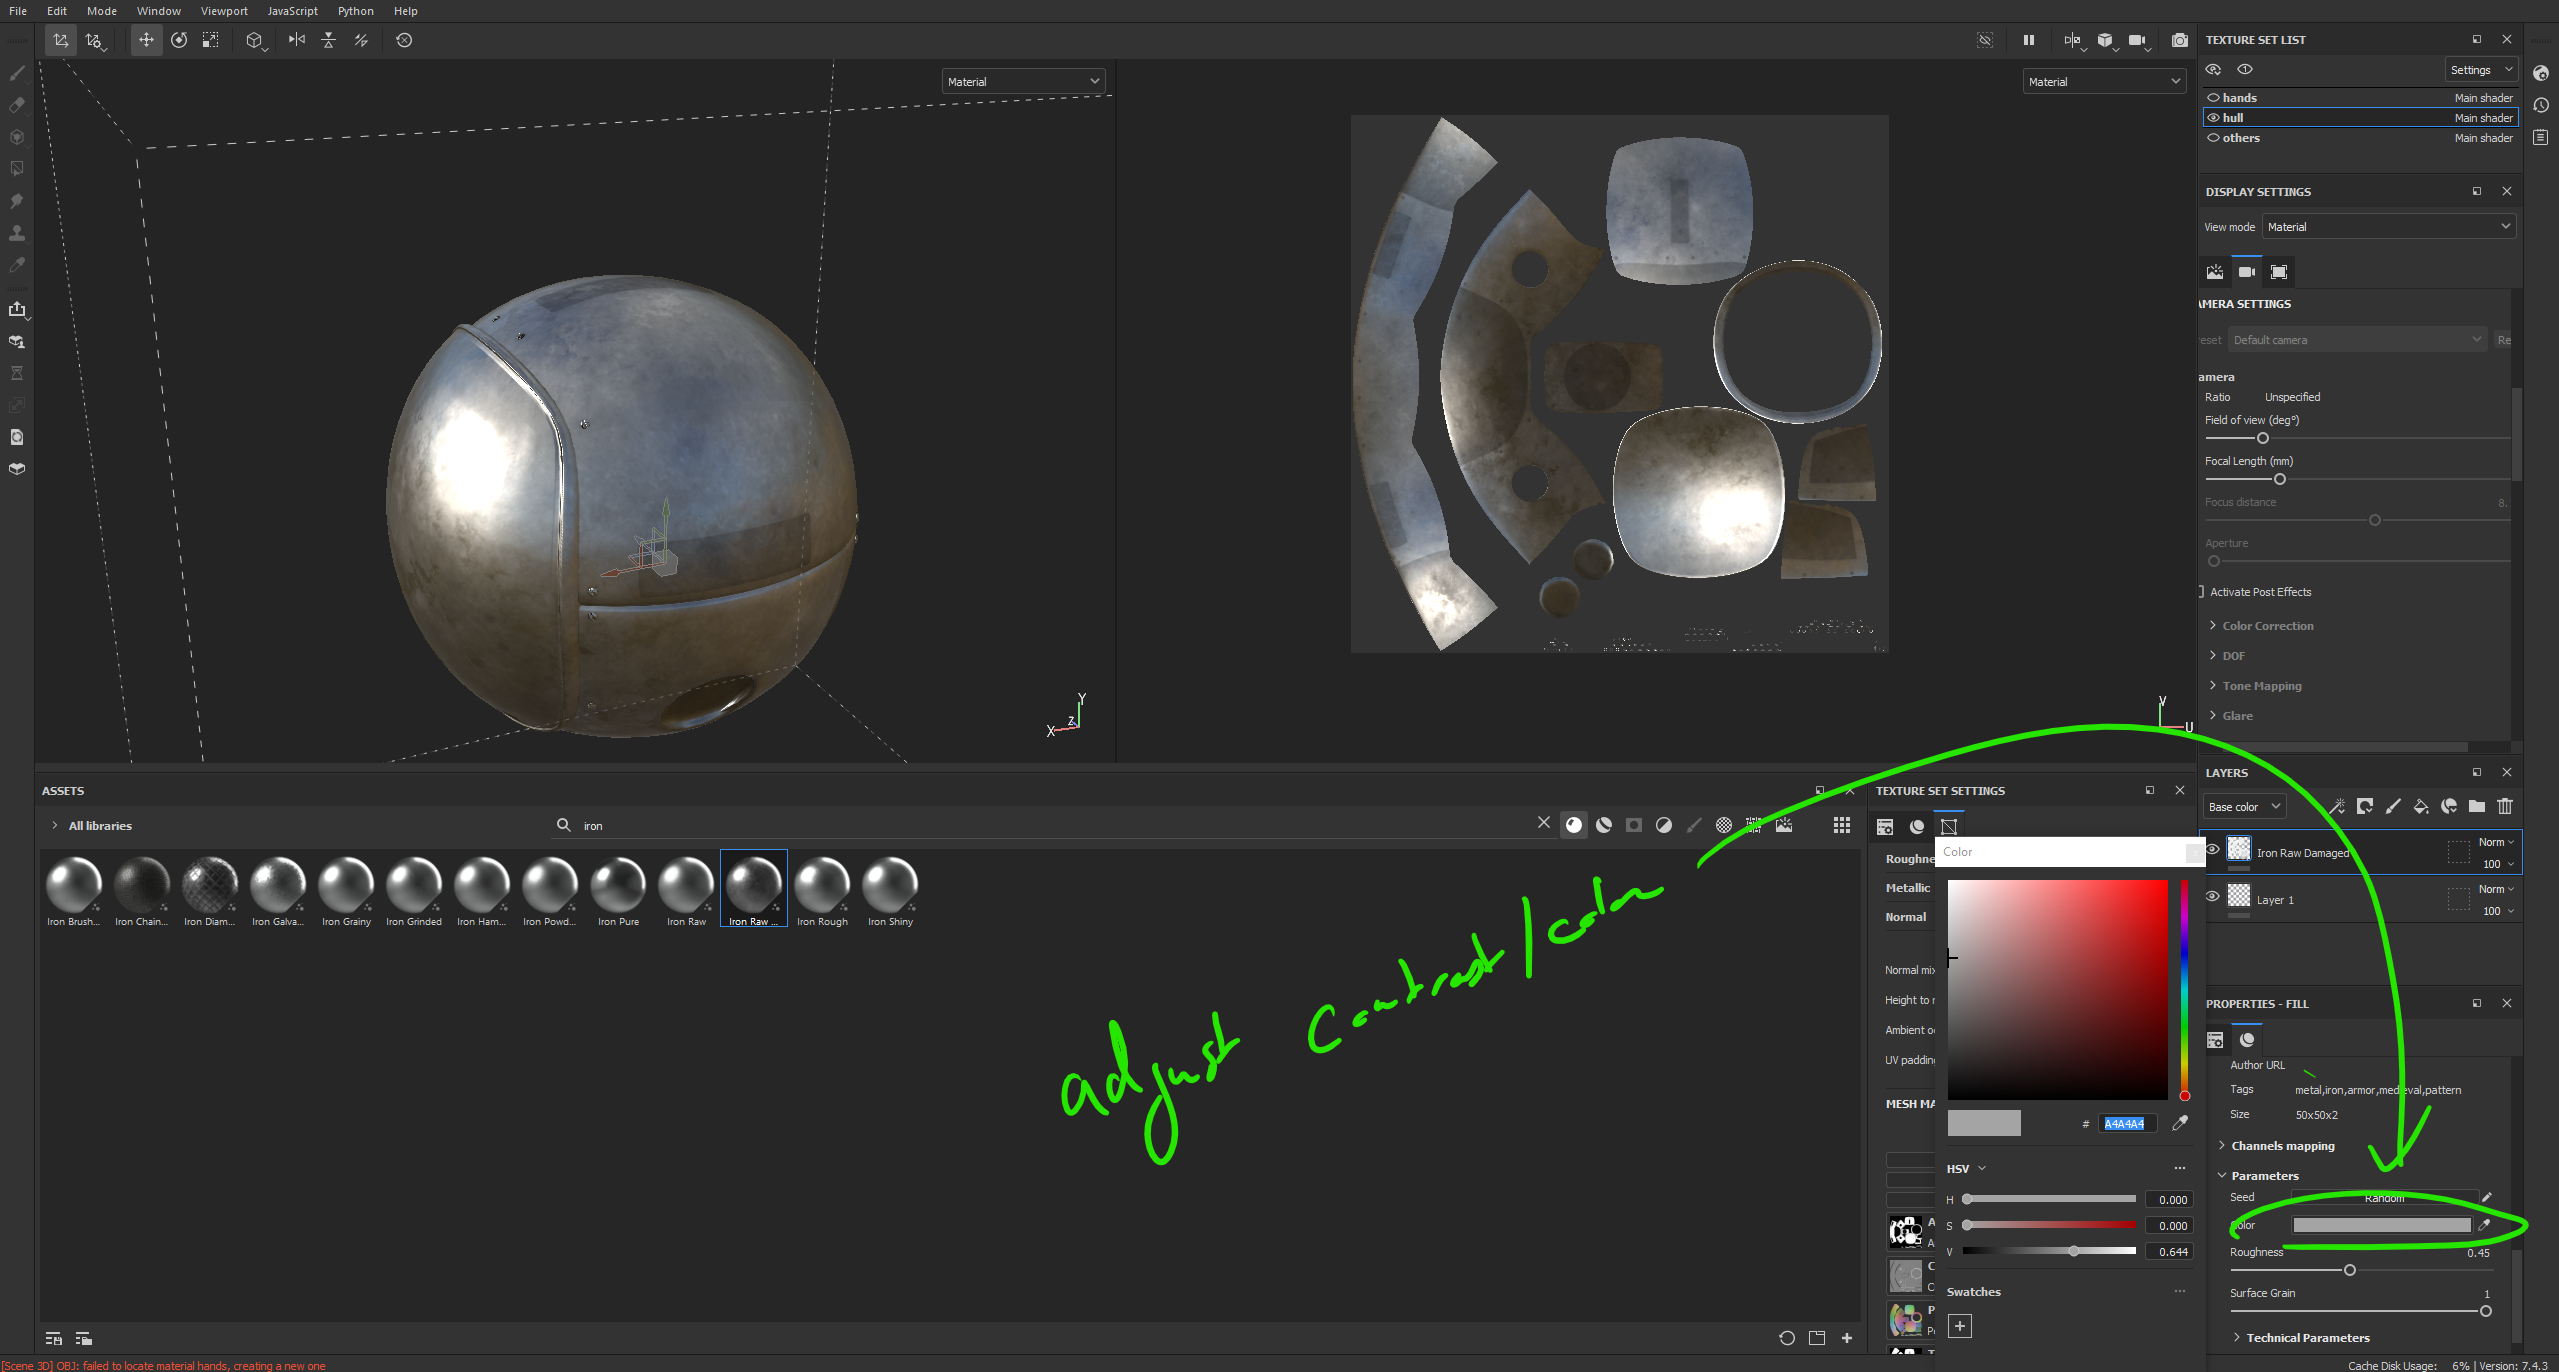 File Edit Mode Window Viewport JavaScript Python Help
Material
Material
X Y Z
V U
TEXTURE SET LIST
Settings
hands Main shader
hull Main shader
others Main shader
DISPLAY SETTINGS
View mode Material
AMERA SETTINGS
eset Default camera Re
amera
Ratio Unspecified
Field of view (deg°)
Focal Length (mm)
Focus distance 8.
Aperture
Activate Post Effects
Color Correction
DOF
Tone Mapping
Glare
ASSETS
All libraries
iron
Iron Brush... Iron Chain... Iron Diam... Iron Galva... Iron Grainy Iron Grinded Iron Ham... Iron Powd... Iron Pure Iron Raw Iron Raw ... Iron Rough Iron Shiny
adjust contrast/color
TEXTURE SET SETTINGS
Roughne
Metallic
Normal
Normal mix
Height to n
Ambient oc
UV padding
MESH MA
Color
# A4A4A4
HSV
H 0.000
S 0.000
V 0.644
Swatches
LAYERS
Base color
Iron Raw Damaged Norm 100
Layer 1 Norm 100
PROPERTIES - FILL
Author URL
Tags metal,iron,armor,medieval,pattern
Size 50x50x2
Channels mapping
Parameters
Seed Random
Color
Roughness 0.45
Surface Grain 1
Technical Parameters
[Scene 3D] OBJ: failed to locate material hands, creating a new one
Cache Disk Usage: 6% | Version: 7.4.3